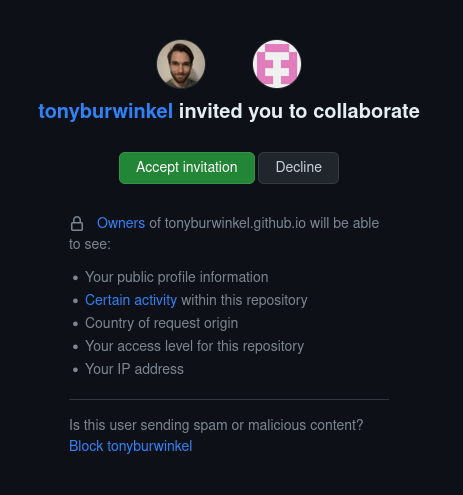 tonyburwinkel invited you to collaborate
Accept invitation
Decline
Owners of tonyburwinkel.github.io will be able
to see:
• Your public profile information
• Certain activity within this repository
• Country of request origin
• Your access level for this repository
• Your IP address
Is this user sending spam or malicious content?
Block tonyburwinkel